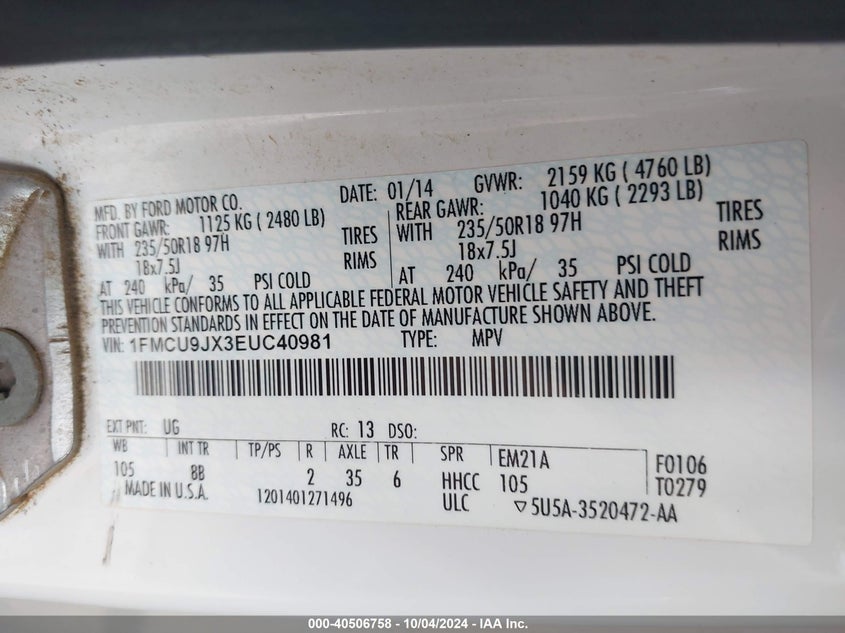 MFD. BY FORD MOTOR CO. DATE: 01/14 GVWR: 2159 KG ( 4760 LB)
FRONT GAWR: 1125 KG ( 2480 LB) REAR GAWR: 1040 KG ( 2293 LB)
WITH 235/50R18 97H TIRES WITH 235/50R18 97H TIRES
18x7.5J RIMS 18x7.5J RIMS
AT 240 kPa/ 35 PSI COLD AT 240 kPa/ 35 PSI COLD
THIS VEHICLE CONFORMS TO ALL APPLICABLE FEDERAL MOTOR VEHICLE SAFETY AND THEFT
PREVENTION STANDARDS IN EFFECT ON THE DATE OF MANUFACTURE SHOWN ABOVE.
VIN: 1FMCU9JX3EUC40981 TYPE: MPV
EXT PNT: UG RC: 13 DSO:
WB INT TR TP/PS R AXLE TR SPR EM21A F0106
105 8B 2 35 6 HHCC 105 T0279
MADE IN U.S.A. 1201401271496 ULC ▽5U5A-3520472-AA
000-40506758 - 10/04/2024 - IAA Inc.